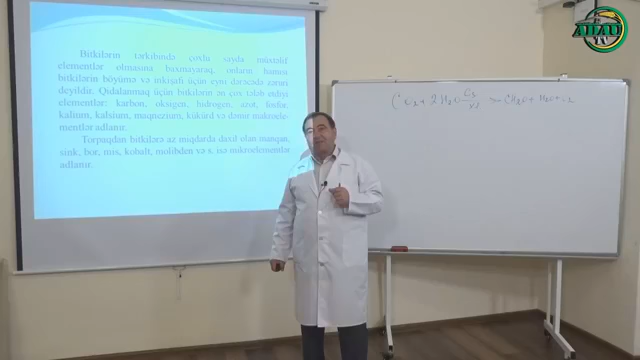 Bitkilərin tərkibində çoxlu sayda müxtəlif
elementlər olmasına baxmayaraq, onların hamısı
bitkilərin böyümə və inkişafı üçün eyni dərəcədə zəruri
deyildir. Qidalanmaq üçün bitkilərin ən çox tələb etdiyi
elementlər: karbon, oksigen, hidrogen, azot, fosfor,
kalium, kalsium, maqnezium, kükürd və dəmir makroele-
mentlər adlanır.
Torpaqdan bitkilərə az miqdarda daxil olan manqan,
sink, bor, mis, kobalt, molibden və s. isə mikroelementlər
adlanır.
ADAU
TV
CO2 + 2H2O